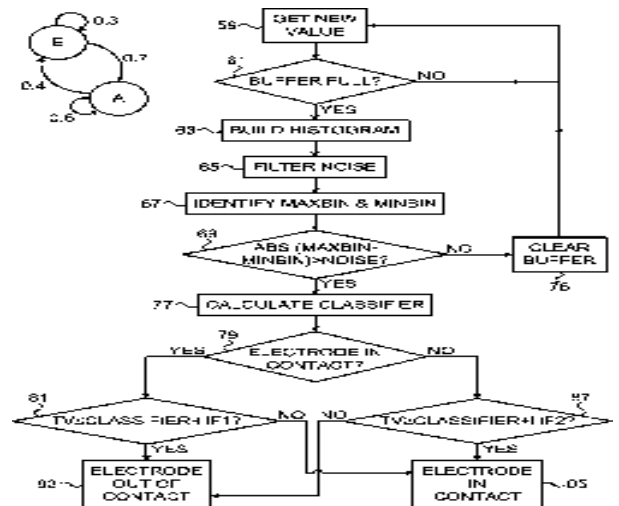 0.3
E
0.7
0.4
A
0.6
59
GET NEW
VALUE
61
BUFFER FULL?
NO
YES
63
BUILD HISTOGRAM
65
FILTER NOISE
67
IDENTIFY MAXBIN & MINBIN
69
ABS (MAXBIN-
MINBIN)>NOISE?
NO
CLEAR
BUFFER
76
YES
77
CALCULATE CLASSIFIER
79
YES
ELECTRODE IN
CONTACT?
NO
81
NO
NO
87
YES
YES
ELECTRODE
OUT OF
CONTACT
ELECTRODE
IN
CONTACT